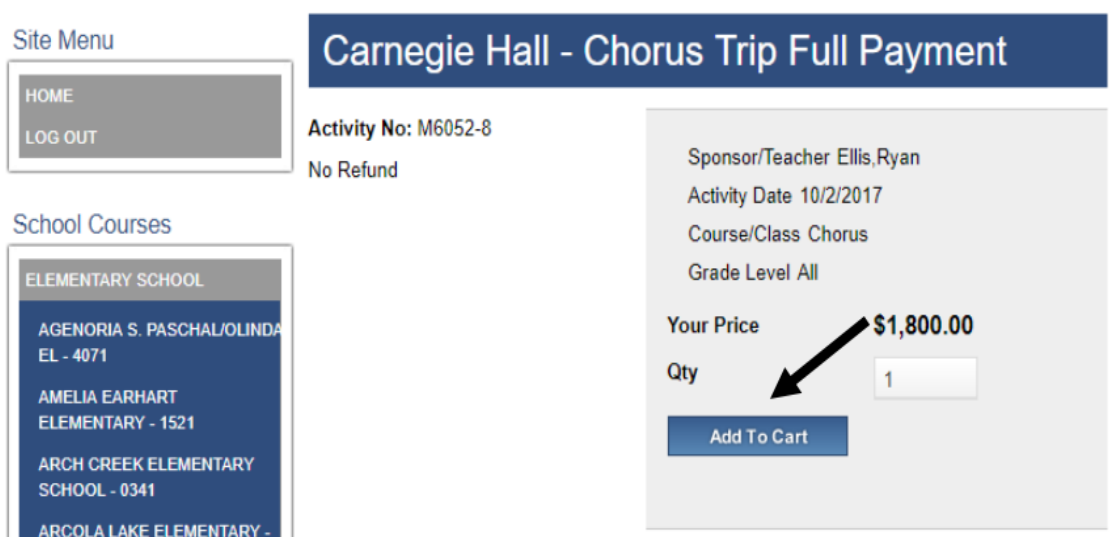 Site Menu
HOME
LOG OUT
School Courses
ELEMENTARY SCHOOL
AGENORIA S. PASCHAL/OLINDA
EL - 4071
AMELIA EARHART
ELEMENTARY - 1521
ARCH CREEK ELEMENTARY
SCHOOL - 0341
ARCOLA LAKE ELEMENTARY -
Carnegie Hall - Chorus Trip Full Payment
Activity No: M6052-8
No Refund
Sponsor/Teacher Ellis,Ryan
Activity Date 10/2/2017
Course/Class Chorus
Grade Level All
Your Price $1,800.00
Qty 1
Add To Cart